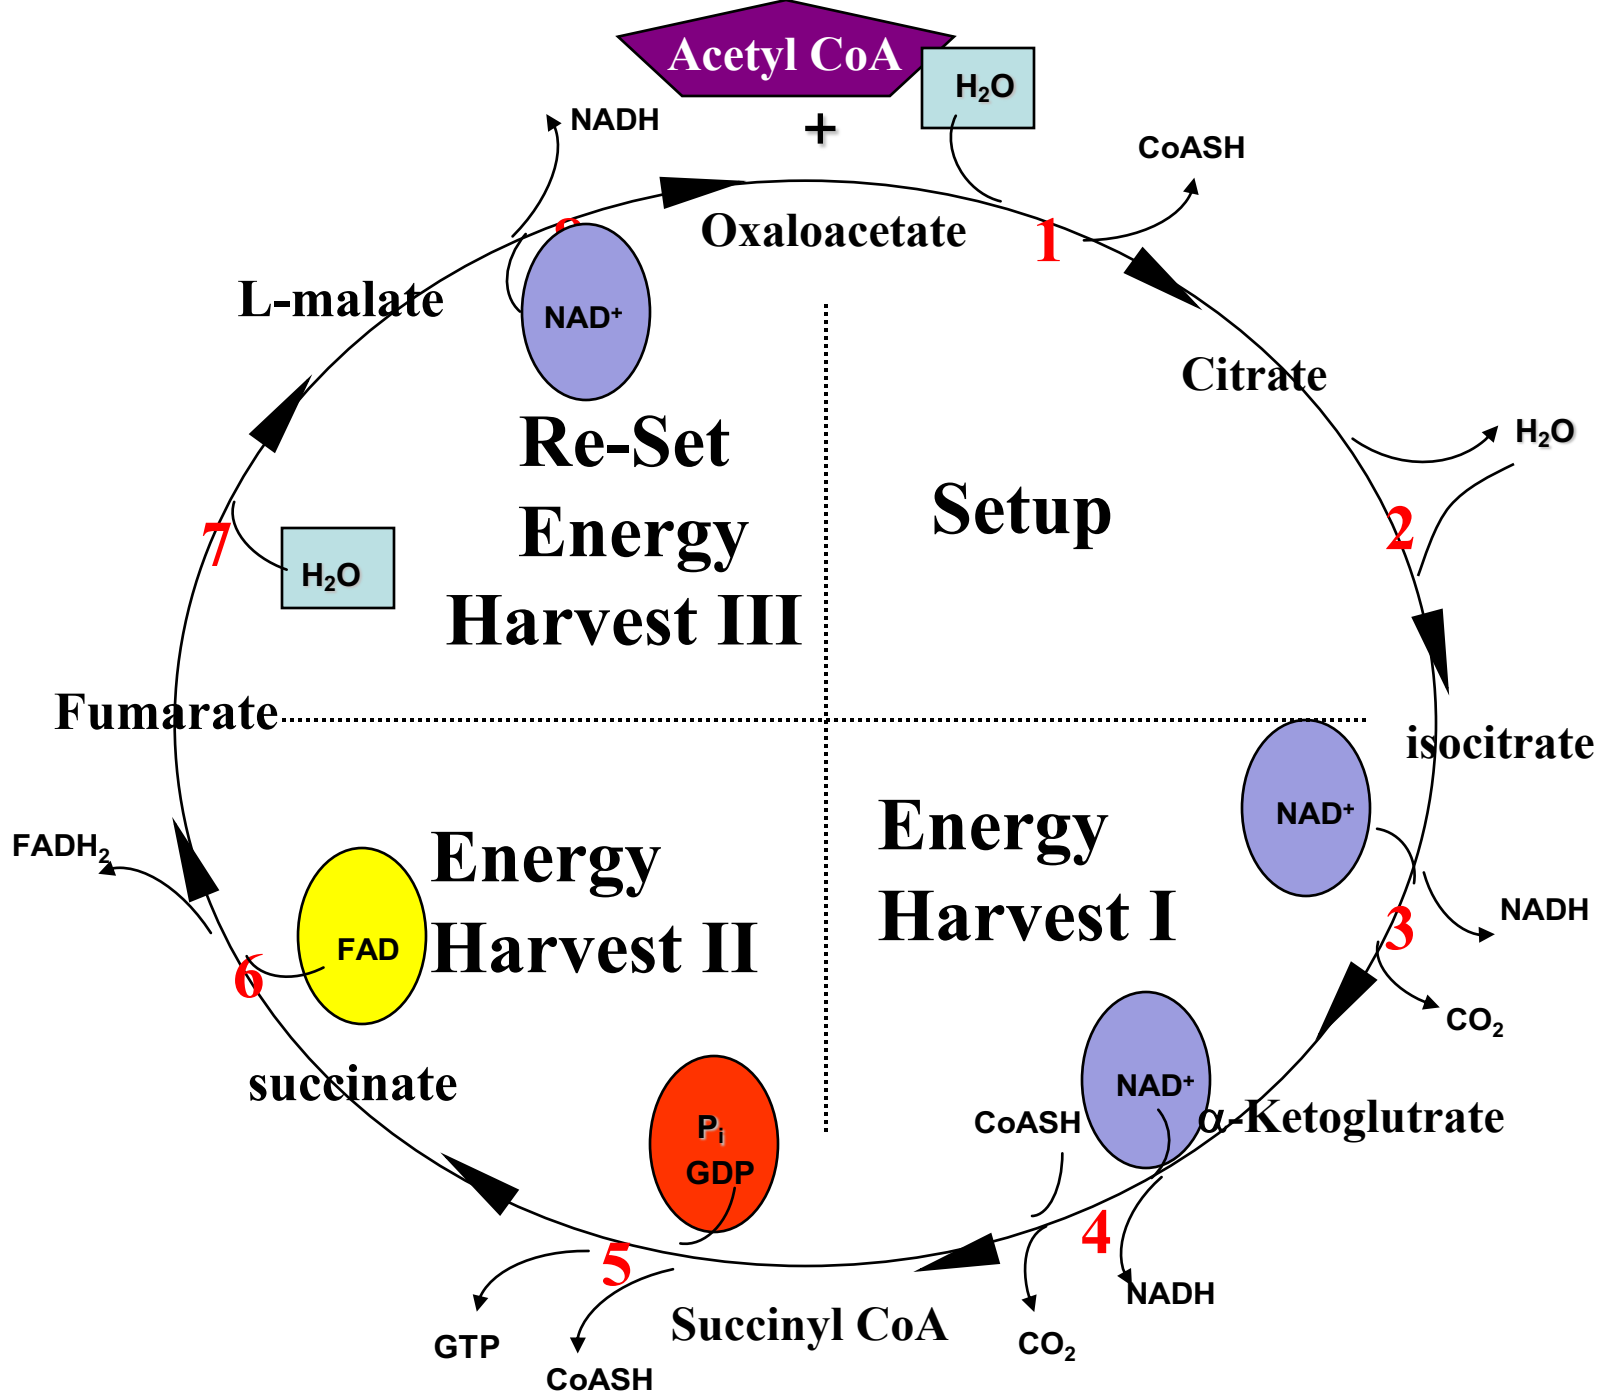 Acetyl CoA
H₂O
+
NADH
CoASH
Oxaloacetate
1
NAD⁺
L-malate
Citrate
Re-Set
Energy
Harvest III
Setup
H₂O
2
7
H₂O
Fumarate
isocitrate
NAD⁺
Energy
Harvest I
FADH₂
FAD
Energy
Harvest II
NADH
3
6
CO₂
succinate
NAD⁺
α-Ketoglutrate
CoASH
Pᵢ
GDP
4
5
NADH
Succinyl CoA
CO₂
GTP
CoASH